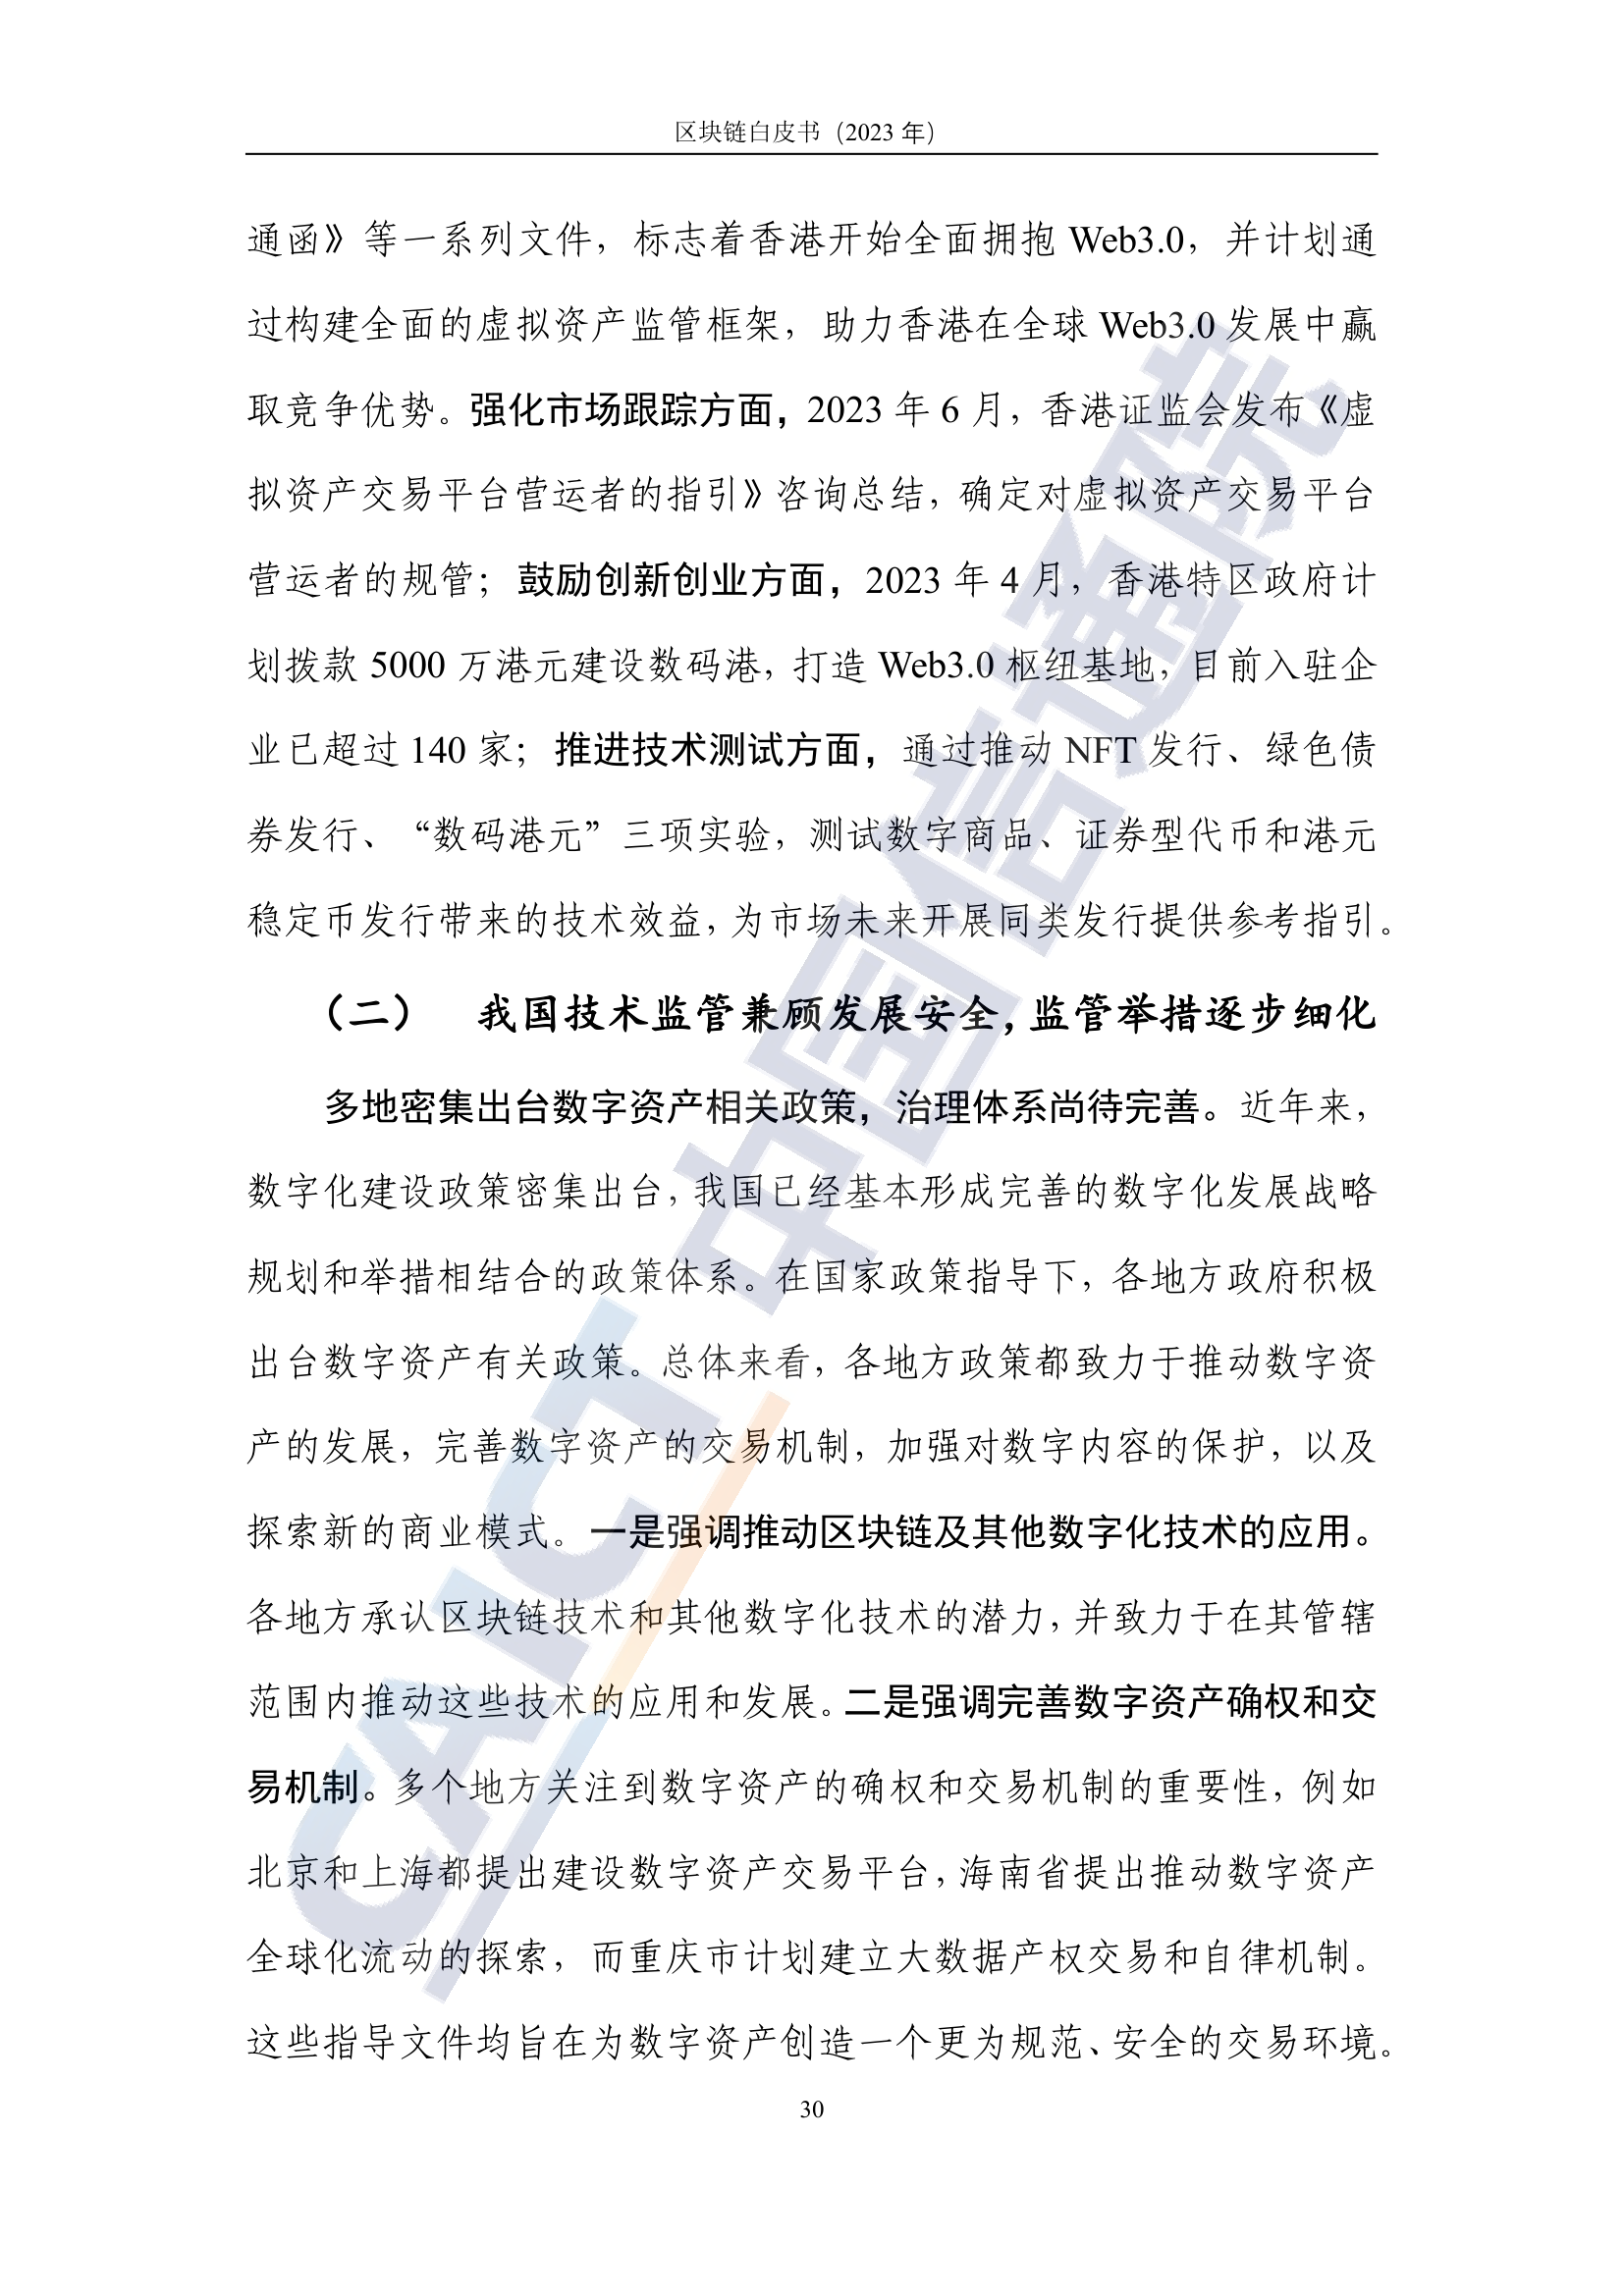 区块链白皮书（2023 年）
通函》等一系列文件，标志着香港开始全面拥抱 Web3.0，并计划通
过构建全面的虚拟资产监管框架，助力香港在全球 Web3.0 发展中赢
取竞争优势。强化市场跟踪方面，2023 年 6 月，香港证监会发布《虚
拟资产交易平台营运者的指引》咨询总结，确定对虚拟资产交易平台
营运者的规管；鼓励创新创业方面，2023 年 4 月，香港特区政府计
划拨款 5000 万港元建设数码港，打造 Web3.0 枢纽基地，目前入驻企
业已超过 140 家；推进技术测试方面，通过推动 NFT 发行、绿色债
券发行、“数码港元”三项实验，测试数字商品、证券型代币和港元
稳定币发行带来的技术效益，为市场未来开展同类发行提供参考指引。
（二） 我国技术监管兼顾发展安全，监管举措逐步细化
多地密集出台数字资产相关政策，治理体系尚待完善。近年来，
数字化建设政策密集出台，我国已经基本形成完善的数字化发展战略
规划和举措相结合的政策体系。在国家政策指导下，各地方政府积极
出台数字资产有关政策。总体来看，各地方政策都致力于推动数字资
产的发展，完善数字资产的交易机制，加强对数字内容的保护，以及
探索新的商业模式。一是强调推动区块链及其他数字化技术的应用。
各地方承认区块链技术和其他数字化技术的潜力，并致力于在其管辖
范围内推动这些技术的应用和发展。二是强调完善数字资产确权和交
易机制。多个地方关注到数字资产的确权和交易机制的重要性，例如
北京和上海都提出建设数字资产交易平台，海南省提出推动数字资产
全球化流动的探索，而重庆市计划建立大数据产权交易和自律机制。
这些指导文件均旨在为数字资产创造一个更为规范、安全的交易环境。
30
CAICT 中国信通院